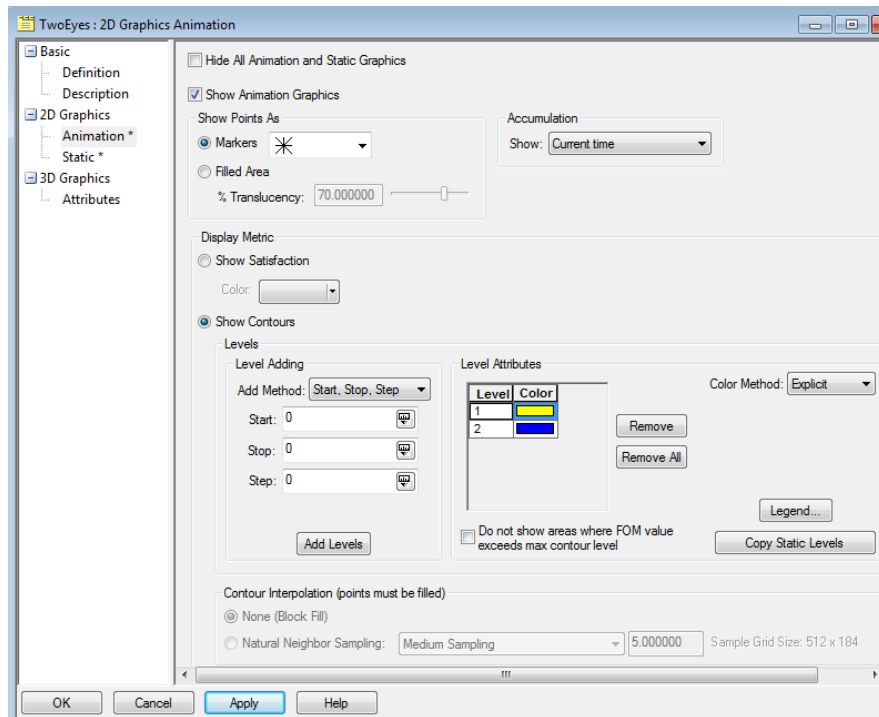 TwoEyes : 2D Graphics Animation
Basic
Definition
Description
2D Graphics
Animation *
Static *
3D Graphics
Attributes
Hide All Animation and Static Graphics
Show Animation Graphics
Show Points As
Markers
Filled Area
% Translucency: 70.000000
Accumulation
Show: Current time
Display Metric
Show Satisfaction
Color:
Show Contours
Levels
Level Adding
Add Method: Start, Stop, Step
Start: 0
Stop: 0
Step: 0
Add Levels
Level Attributes
Level Color
1
2
Remove
Remove All
Color Method: Explicit
Legend...
Do not show areas where FOM value
exceeds max contour level
Copy Static Levels
Contour Interpolation (points must be filled)
None (Block Fill)
Natural Neighbor Sampling: Medium Sampling 5.000000 Sample Grid Size: 512 x 184
OK Cancel Apply Help